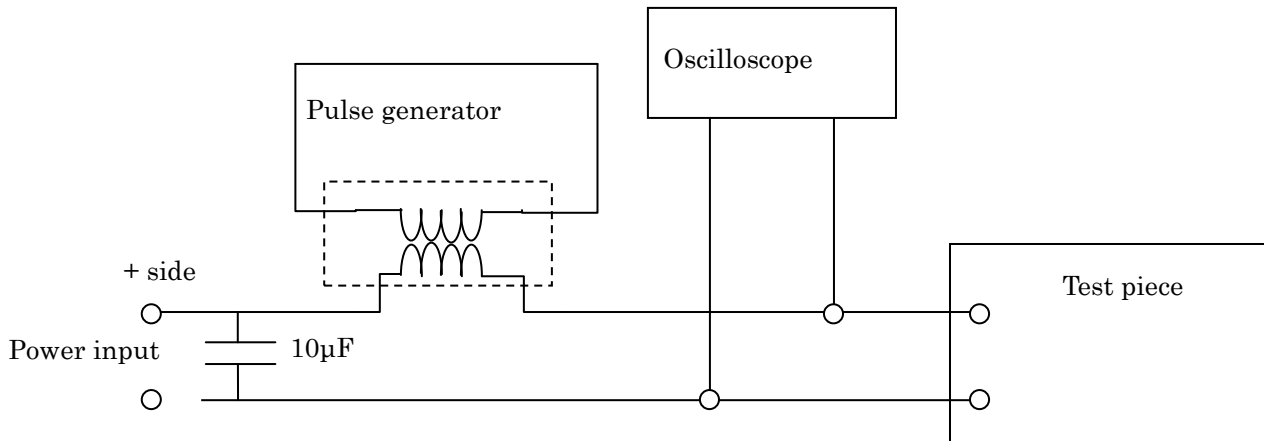 Oscilloscope
Pulse generator
+ side
Test piece
Power input
10µF